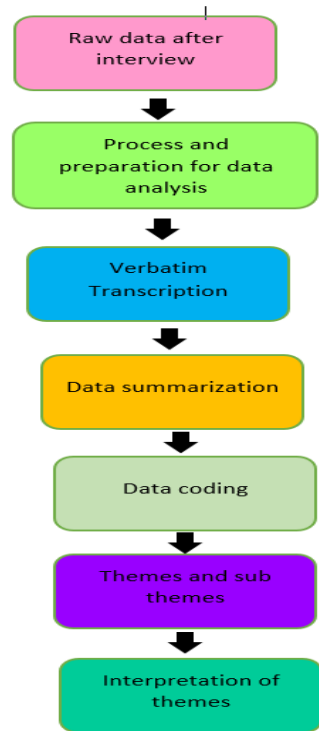 Raw data after
interview
Process and
preparation for data
analysis
Verbatim
Transcription
Data summarization
Data coding
Themes and sub
themes
Interpretation of
themes